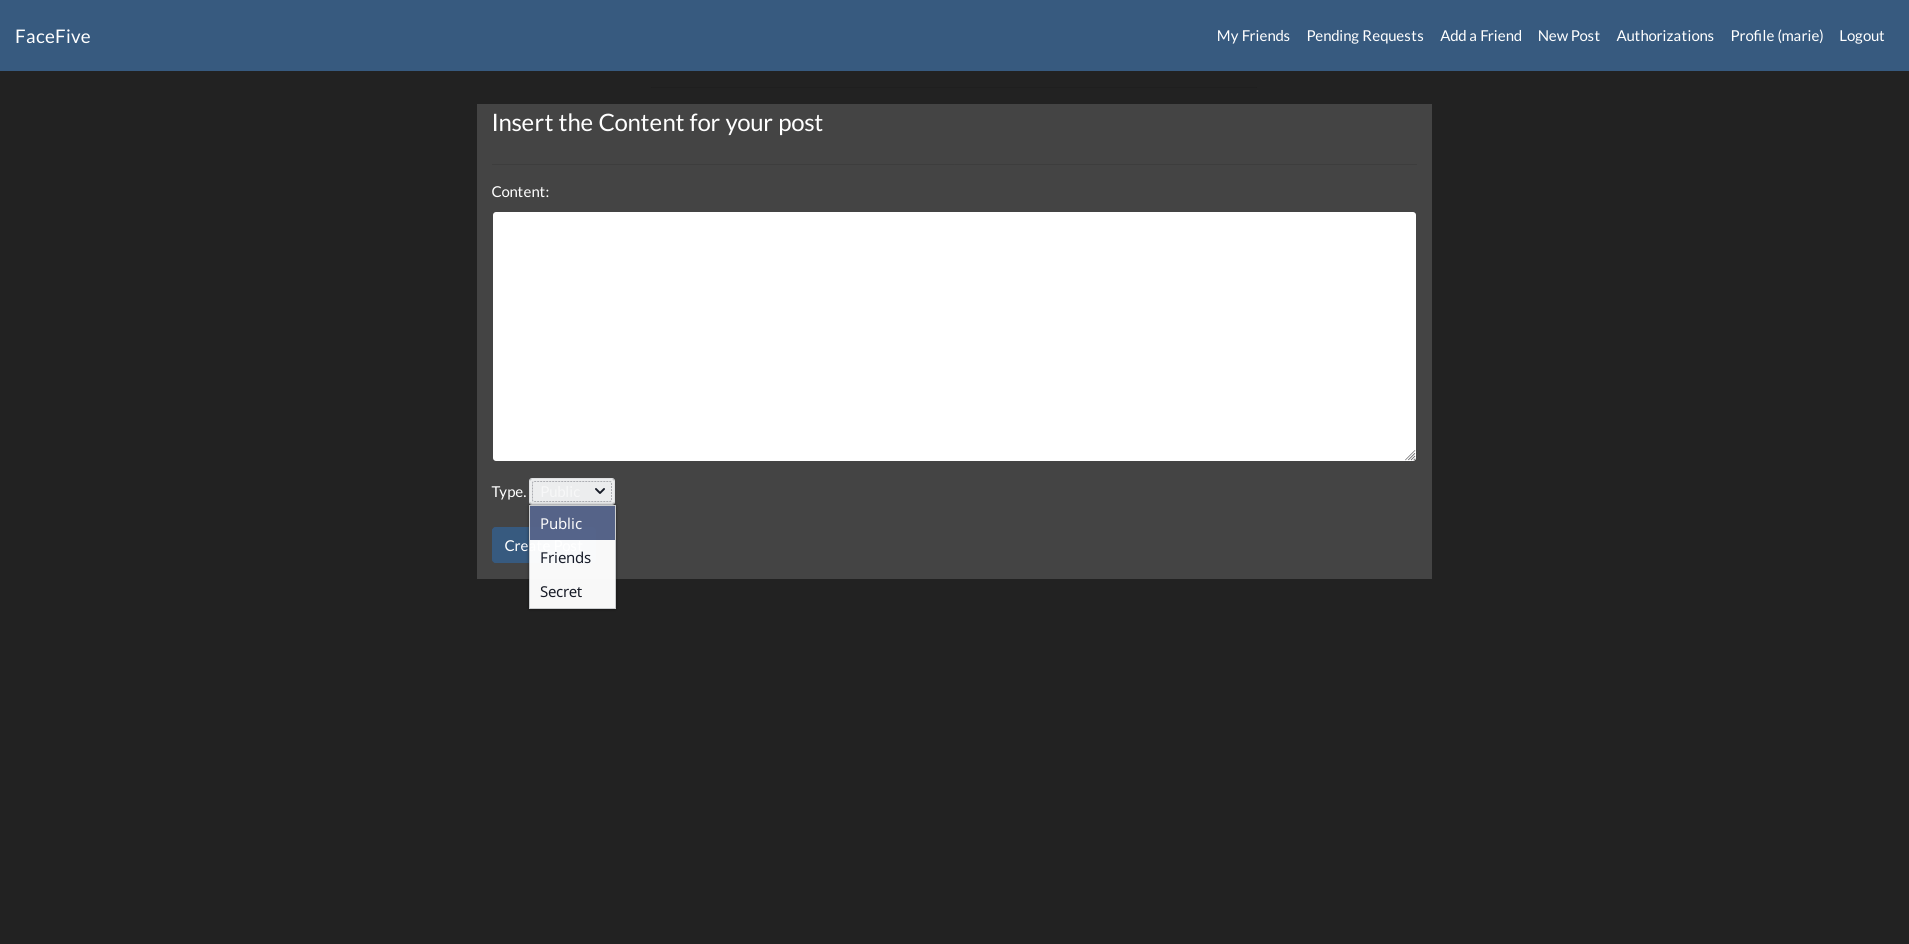 FaceFive My Friends Pending Requests Add a Friend New Post Authorizations Profile (marie) Logout
Insert the Content for your post
Content:
Type. Public
Public
Cre
Friends
Secret